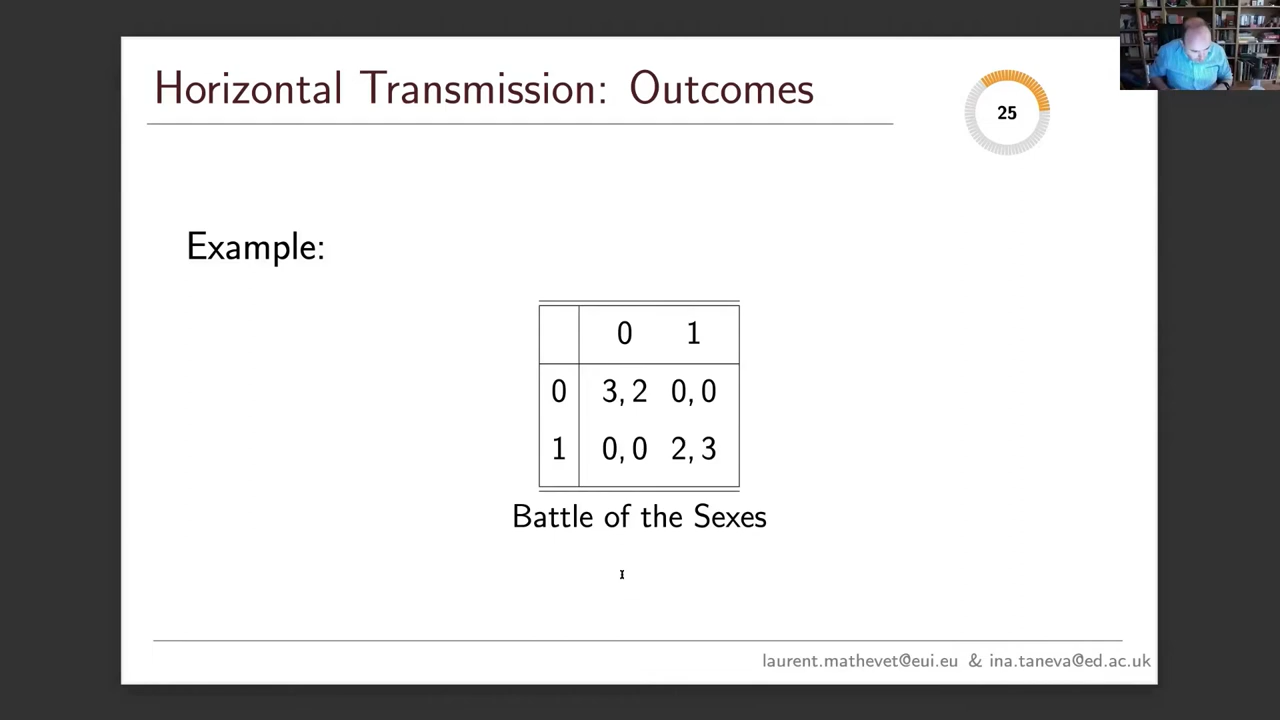 Horizontal Transmission: Outcomes
25
Example:
0 1
0 3, 2 0, 0
1 0, 0 2, 3
Battle of the Sexes
laurent.mathevet@eui.eu & ina.taneva@ed.ac.uk